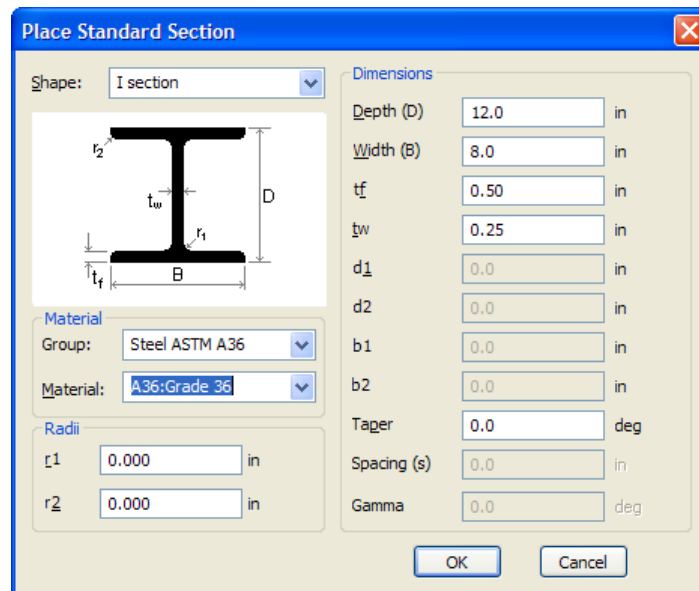 Place Standard Section
Shape: I section
r2
tw
D
r1
tf
B
Material
Group: Steel ASTM A36
Material: A36:Grade 36
Radii
r1 0.000 in
r2 0.000 in
Dimensions
Depth (D) 12.0 in
Width (B) 8.0 in
tf 0.50 in
tw 0.25 in
d1 0.0 in
d2 0.0 in
b1 0.0 in
b2 0.0 in
Taper 0.0 deg
Spacing (s) 0.0 in
Gamma 0.0 deg
OK Cancel